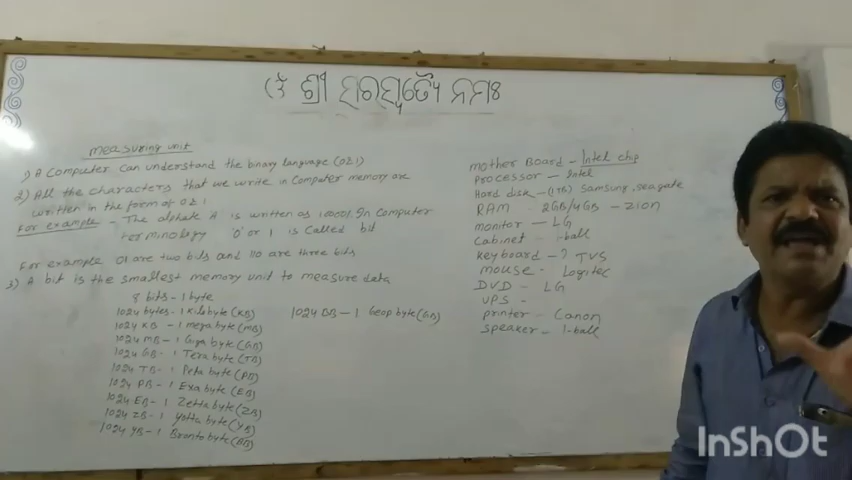 ଓଁ ଶ୍ରୀ ସରସ୍ୱତ୍ୟୈ ନମଃ
Measuring unit
1) A Computer can understand the binary language (0 & 1)
2) All the characters that we write in Computer memory are
written in the form of 0 & 1
For example - The alphate A is written as 1000001. In Computer
Terminology '0' or 1 is called bit
For example 01 are two bits and 110 are three bits
3) A bit is the smallest memory unit to measure data
8 bits - 1 byte
1024 bytes - 1 Kilobyte (KB)
1024 KB - 1 mega byte (MB)
1024 MB - 1 Giga byte (GB)
1024 GB - 1 Tera byte (TB)
1024 TB - 1 Peta byte (PB)
1024 PB - 1 Exa byte (EB)
1024 EB - 1 Zetta byte (ZB)
1024 ZB - 1 Yotta byte (YB)
1024 YB - 1 Bronto byte (BB)
1024 BB - 1 Geop byte (GB)
Mother Board - Intel chip
Processor - Intel
Hard disk - (1TB) Samsung, seagate
RAM - 2GB/4GB - Zion
monitor - LG
Cabinet - i-ball
Keyboard - ? TVS
Mouse - Logitec
DVD - LG
UPS -
Printer - Canon
Speaker - I-ball
InShOt